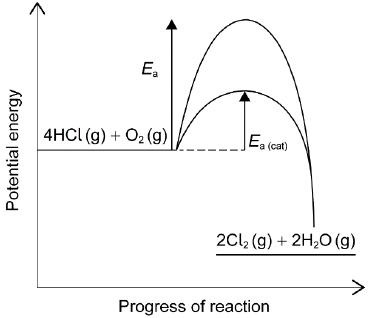 Potential energy
Eₐ
4HCl (g) + O₂ (g)
Eₐ ₍cat₎
2Cl₂ (g) + 2H₂O (g)
Progress of reaction